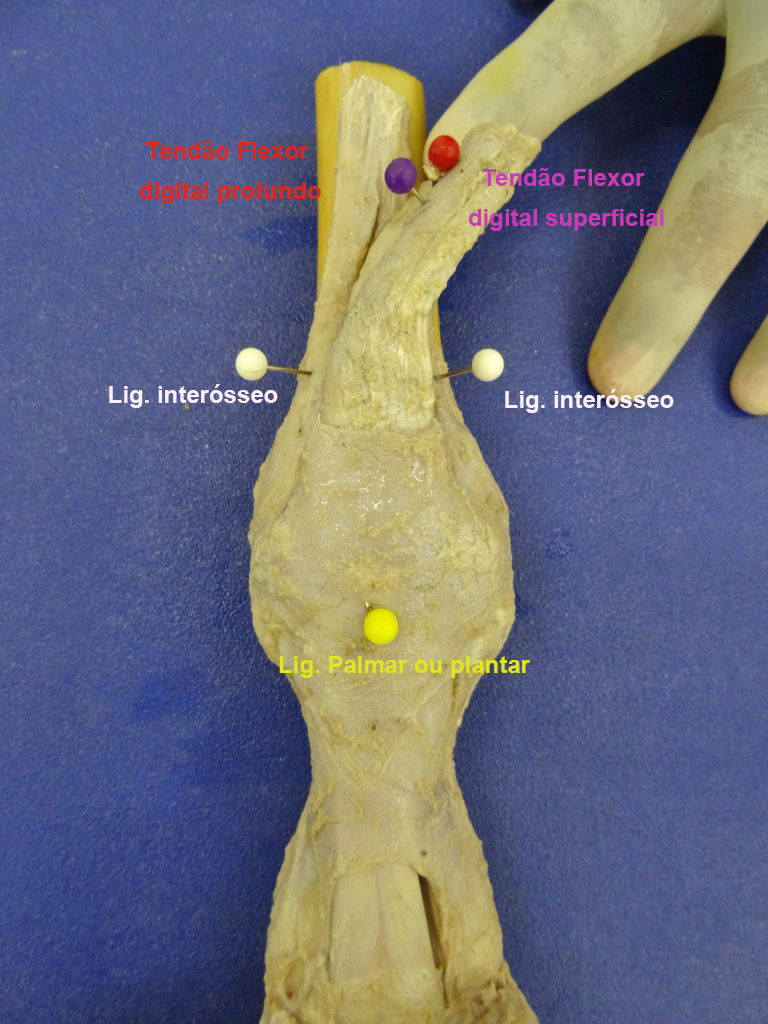 Tendão Flexor
digital profundo
Tendão Flexor
digital superficial
Lig. interósseo
Lig. interósseo
Lig. Palmar ou plantar